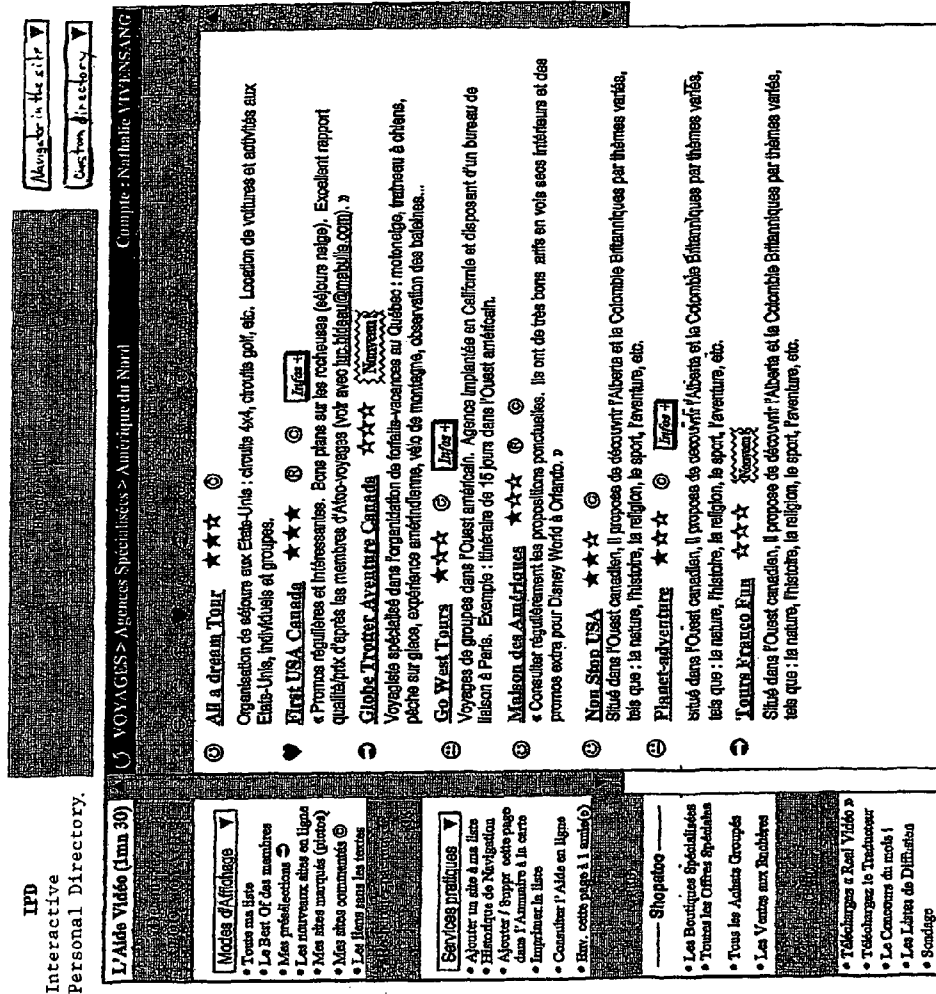 IPD
Interactive
Personal Directory.
Navigator in the site ▼
Custom directory ▼
L'Aide Vidéo (1mn 30)
VOYAGES > Agences Spécialisées > Amérique du Nord
Compte : Nathalie VIVENSANG
Modes d'Affichage ▼
• Toute ma liste
• Le Best Of des membres
• Mes présélections
• Les nouveaux sites en ligne
• Mes sites marqués (pictos)
• Mes sites commentés ©
• Les liens sans les textes
Services pratiques ▼
• Ajouter un site à ma liste
• Historique de Navigation
• Ajouter / Suppr cette page
dans l'Annuaire à la carte
• Imprimer la liste
• Consulter l'Aide en ligne
• Env. cette page à 1 amie(e)
Shopatoo
• Les Boutiques Spécialisées
• Toutes les Offres Spéciales
• Tous les Achats Groupés
• Les Ventes aux Enchères
• Téléchargez « Real Vidéo »
• Téléchargez le Traducteur
• Le Concours du mois !
• Les Listes de Diffusion
• Sondage
All a dream Tour ★★★ ©
Organisation de séjours aux Etats-Unis : circuits 4x4, circuits golf, etc. Location de voitures et activités aux
Etats-Unis, individuels et groupes.
First USA Canada ★★★ ® © Infos +
« Promos régulières et intéressantes. Bons plans sur les rocheuses (séjours neige). Excellent rapport
qualité/prix d'après les membres d'Afro-voyages (voir avec luc.bideau@mabulle.com). »
Globe Trotter Aventure Canada ☆☆☆ Nouveau
Voyagiste spécialisé dans l'organidation de forfaits-vacances au Québec : motoneige, traîneau à chiens,
pêche sur glace, expérience amérindienne, vélo de montagne, observation des baleines...
Go West Tours ★☆☆ © Infos +
Voyages de groupes dans l'Ouest américain. Agence implantée en Californie et disposant d'un bureau de
liaison à Paris. Exemple : itinéraire de 15 jours dans l'Ouest américain.
Maison des Amériques ★☆☆ ® ©
« Consulter régulièrement les propositions ponctuelles. Ils ont de très bons arifs en vols secs intérieurs et des
promos extra pour Disney World à Orlando. »
Non Stop USA ★★☆ ©
Situé dans l'Ouest canadien, il propose de découvrir l'Alberta et la Colombie Britanniques par thèmes variés,
tels que : la nature, l'histoire, la religion, le sport, l'aventure, etc.
Planet-adventure ★☆☆ © Infos +
Situé dans l'Ouest canadien, il propose de découvrir l'Alberta et la Colombie Britanniques par thèmes variés,
tels que : la nature, l'histoire, la religion, le sport, l'aventure, etc.
Tours Franco Fun ☆☆☆ Nouveau
Situé dans l'Ouest canadien, il propose de découvrir l'Alberta et la Colombie Britanniques par thèmes variés,
tels que : la nature, l'histoire, la religion, le sport, l'aventure, etc.